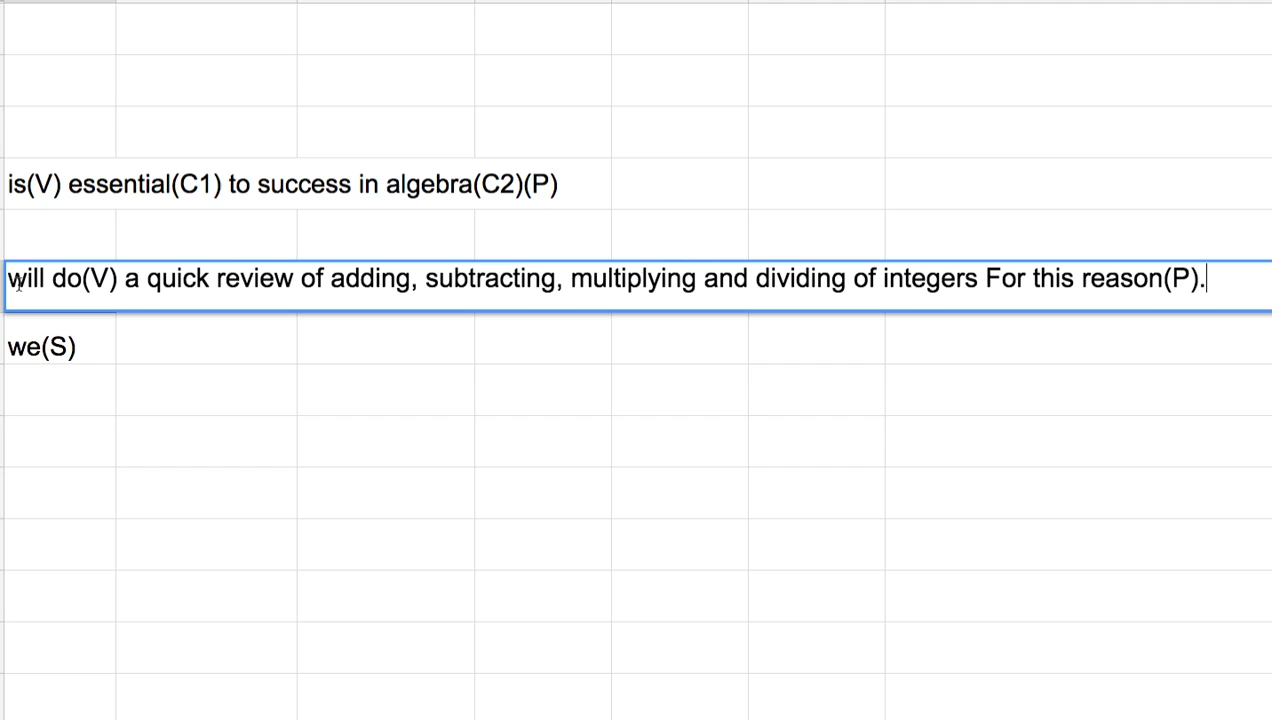 is(V) essential(C1) to success in algebra(C2)(P)
will do(V) a quick review of adding, subtracting, multiplying and dividing of integers For this reason(P).
we(S)